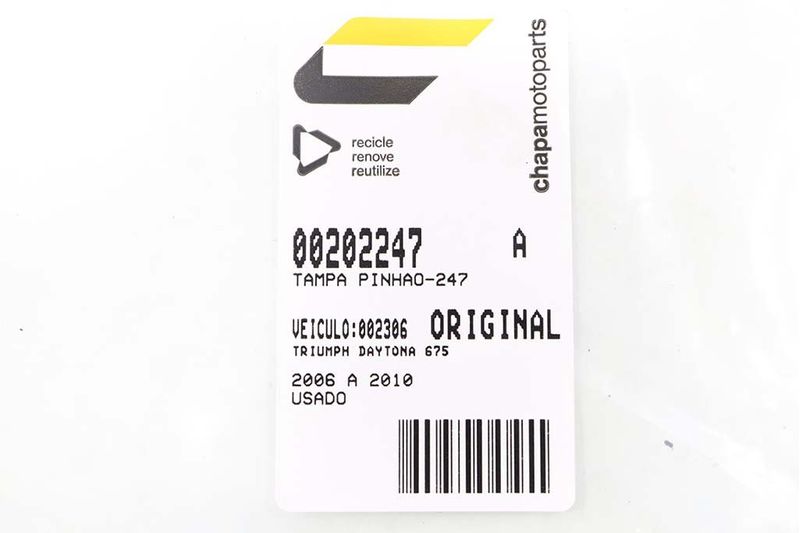 chapamotoparts
recicle
renove
reutilize
00202247 A
TAMPA PINHAO-247
VEICULO:002306 ORIGINAL
TRIUMPH DAYTONA 675
2006 A 2010
USADO